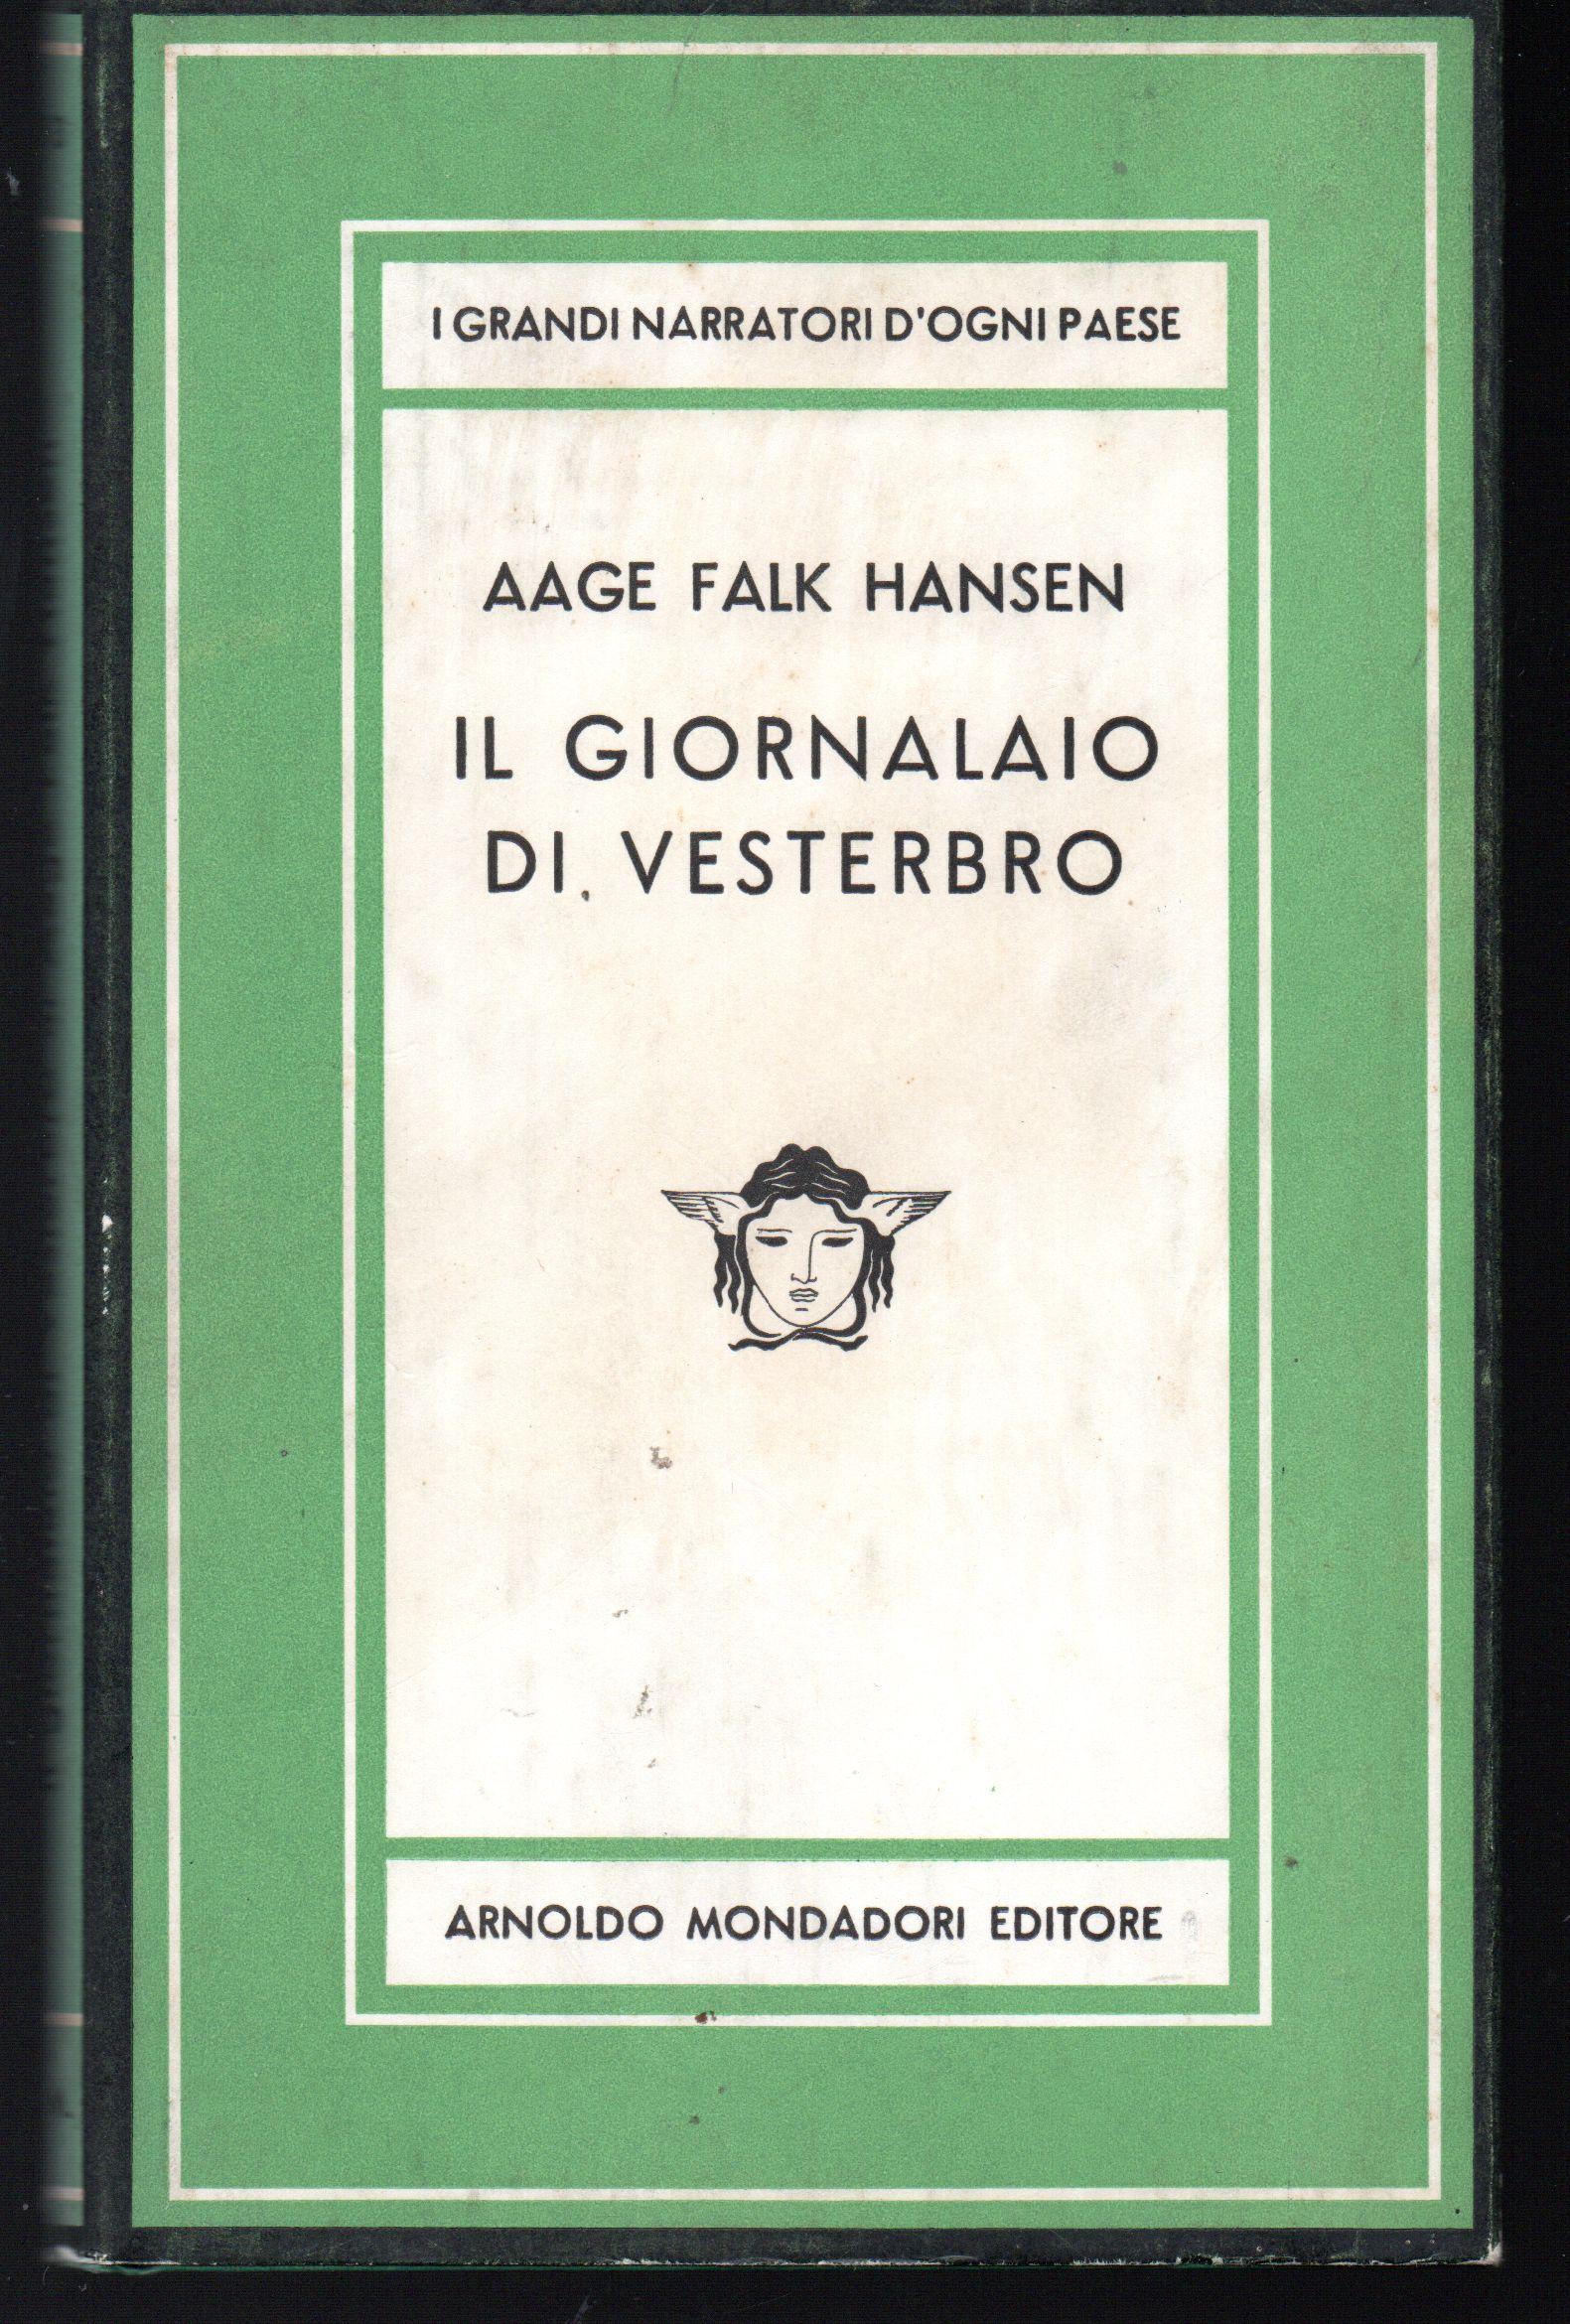 I GRANDI NARRATORI D'OGNI PAESE
AAGE FALK HANSEN
IL GIORNALAIO
DI VESTERBRO
ARNOLDO MONDADORI EDITORE